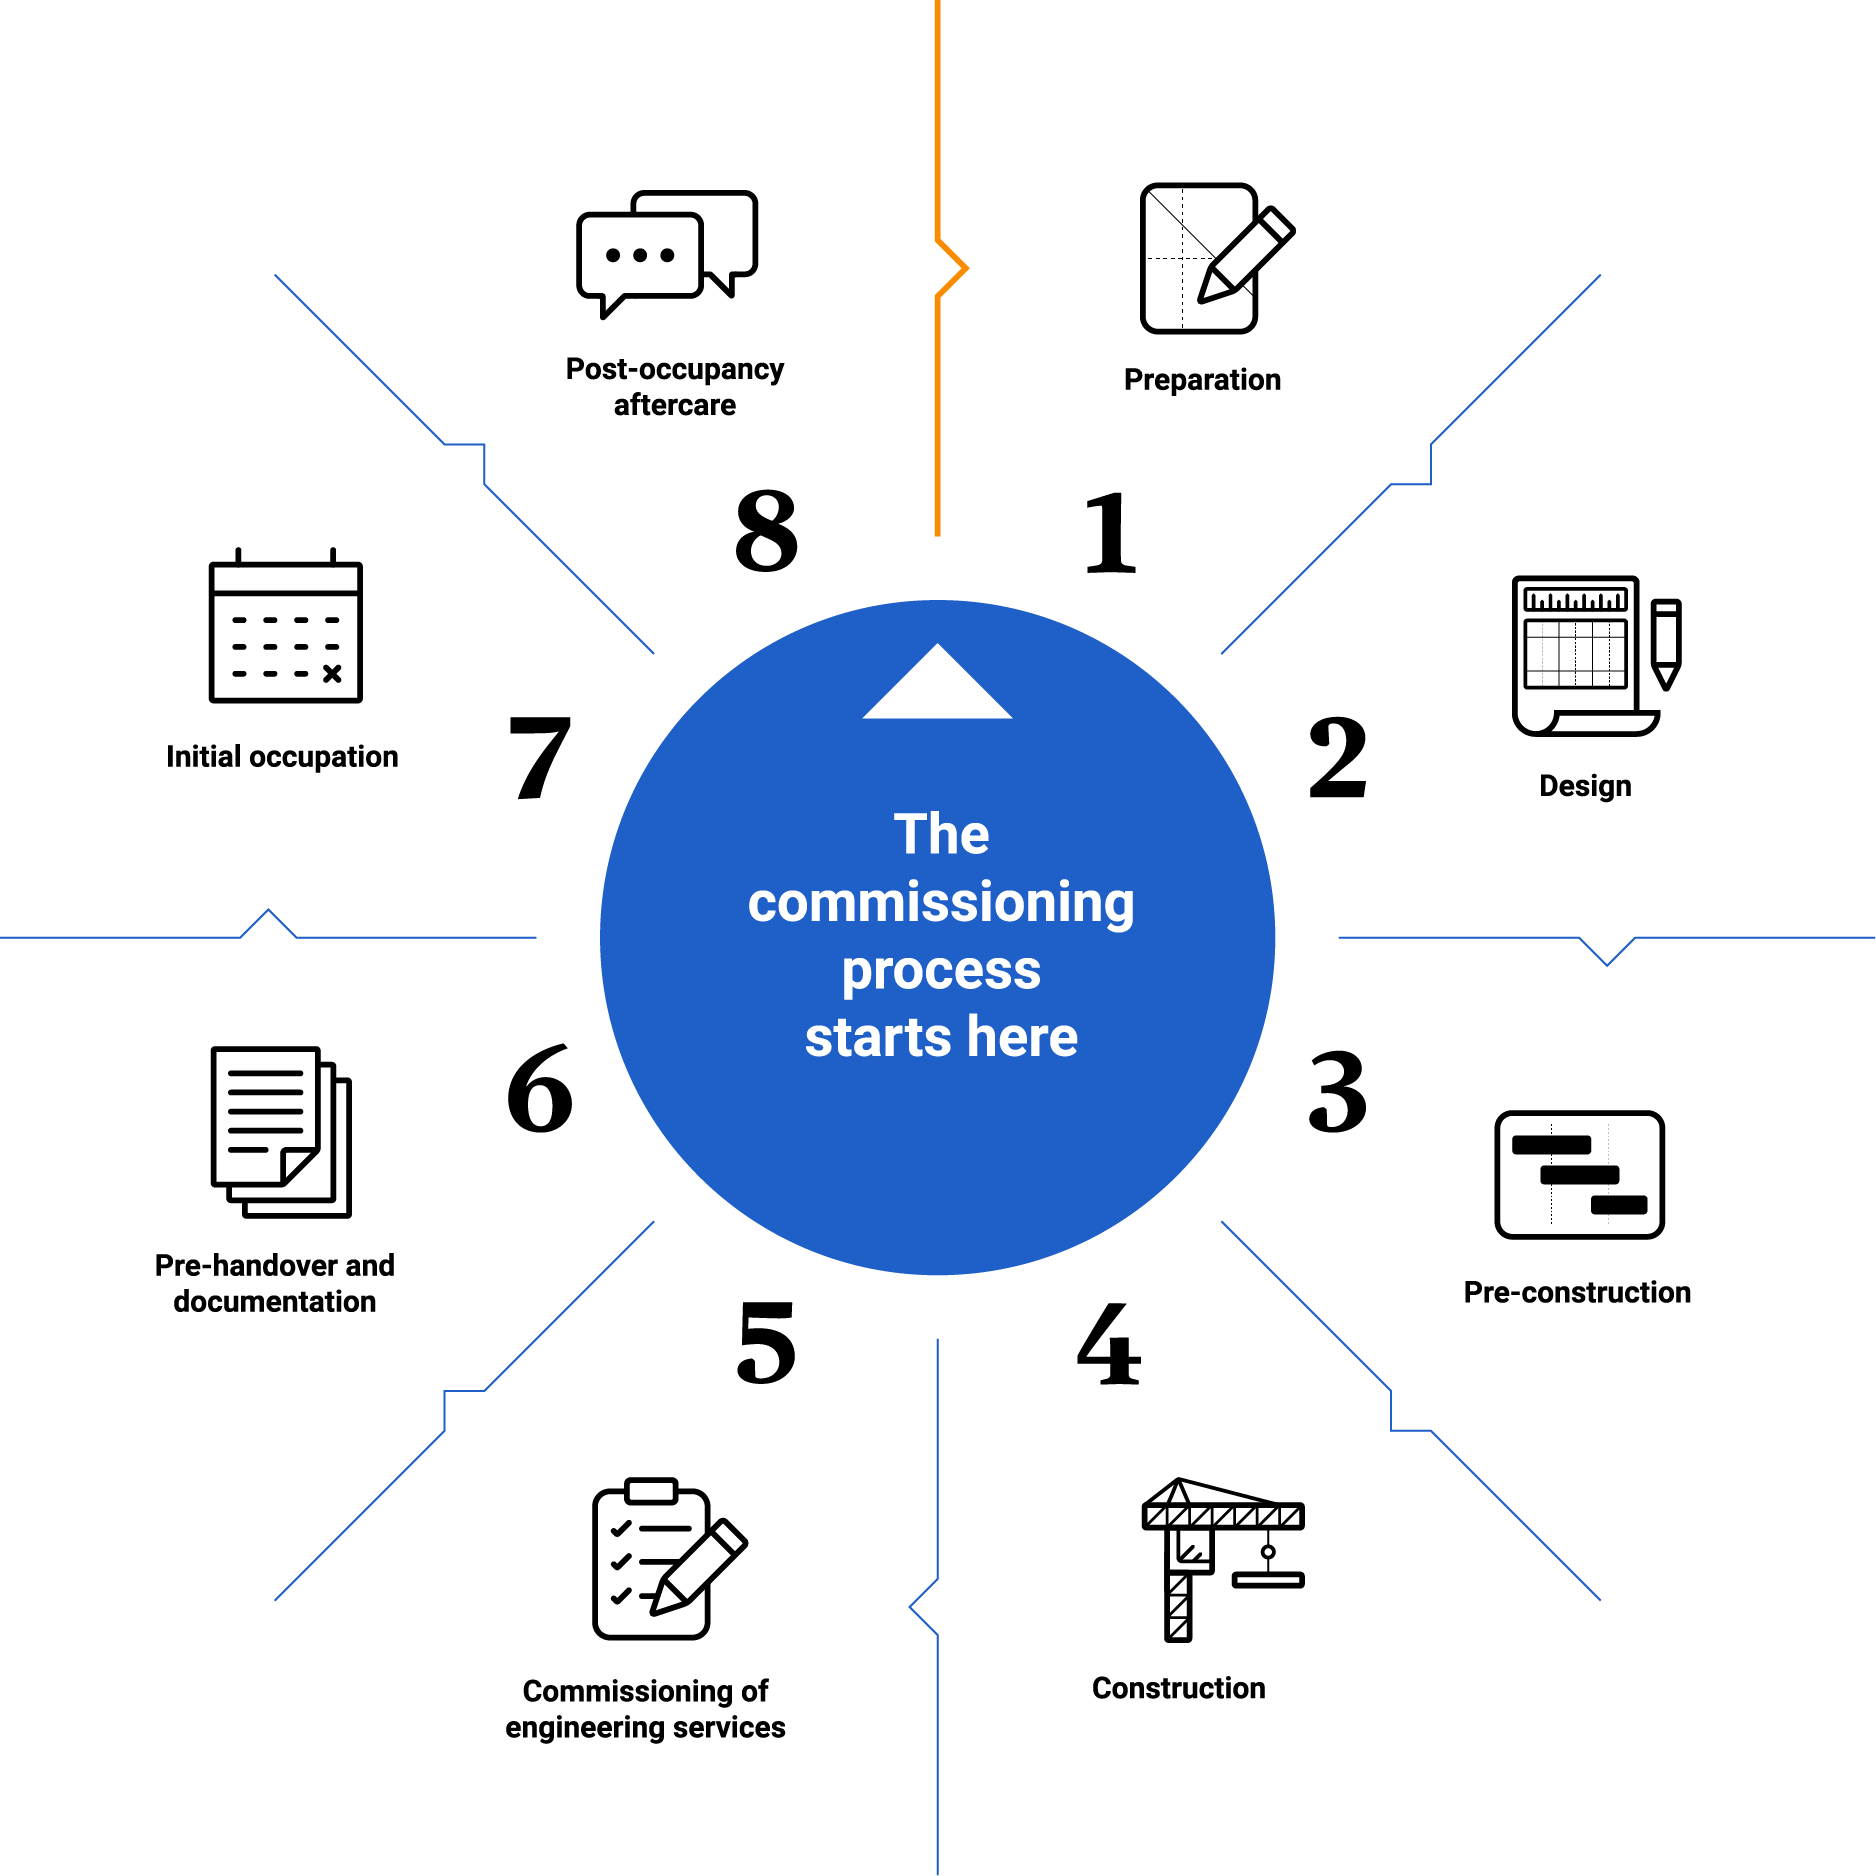 The
commissioning
process
starts here
1
Preparation
2
Design
3
Pre-construction
4
Construction
5
Commissioning of
engineering services
6
Pre-handover and
documentation
7
Initial occupation
8
Post-occupancy
aftercare